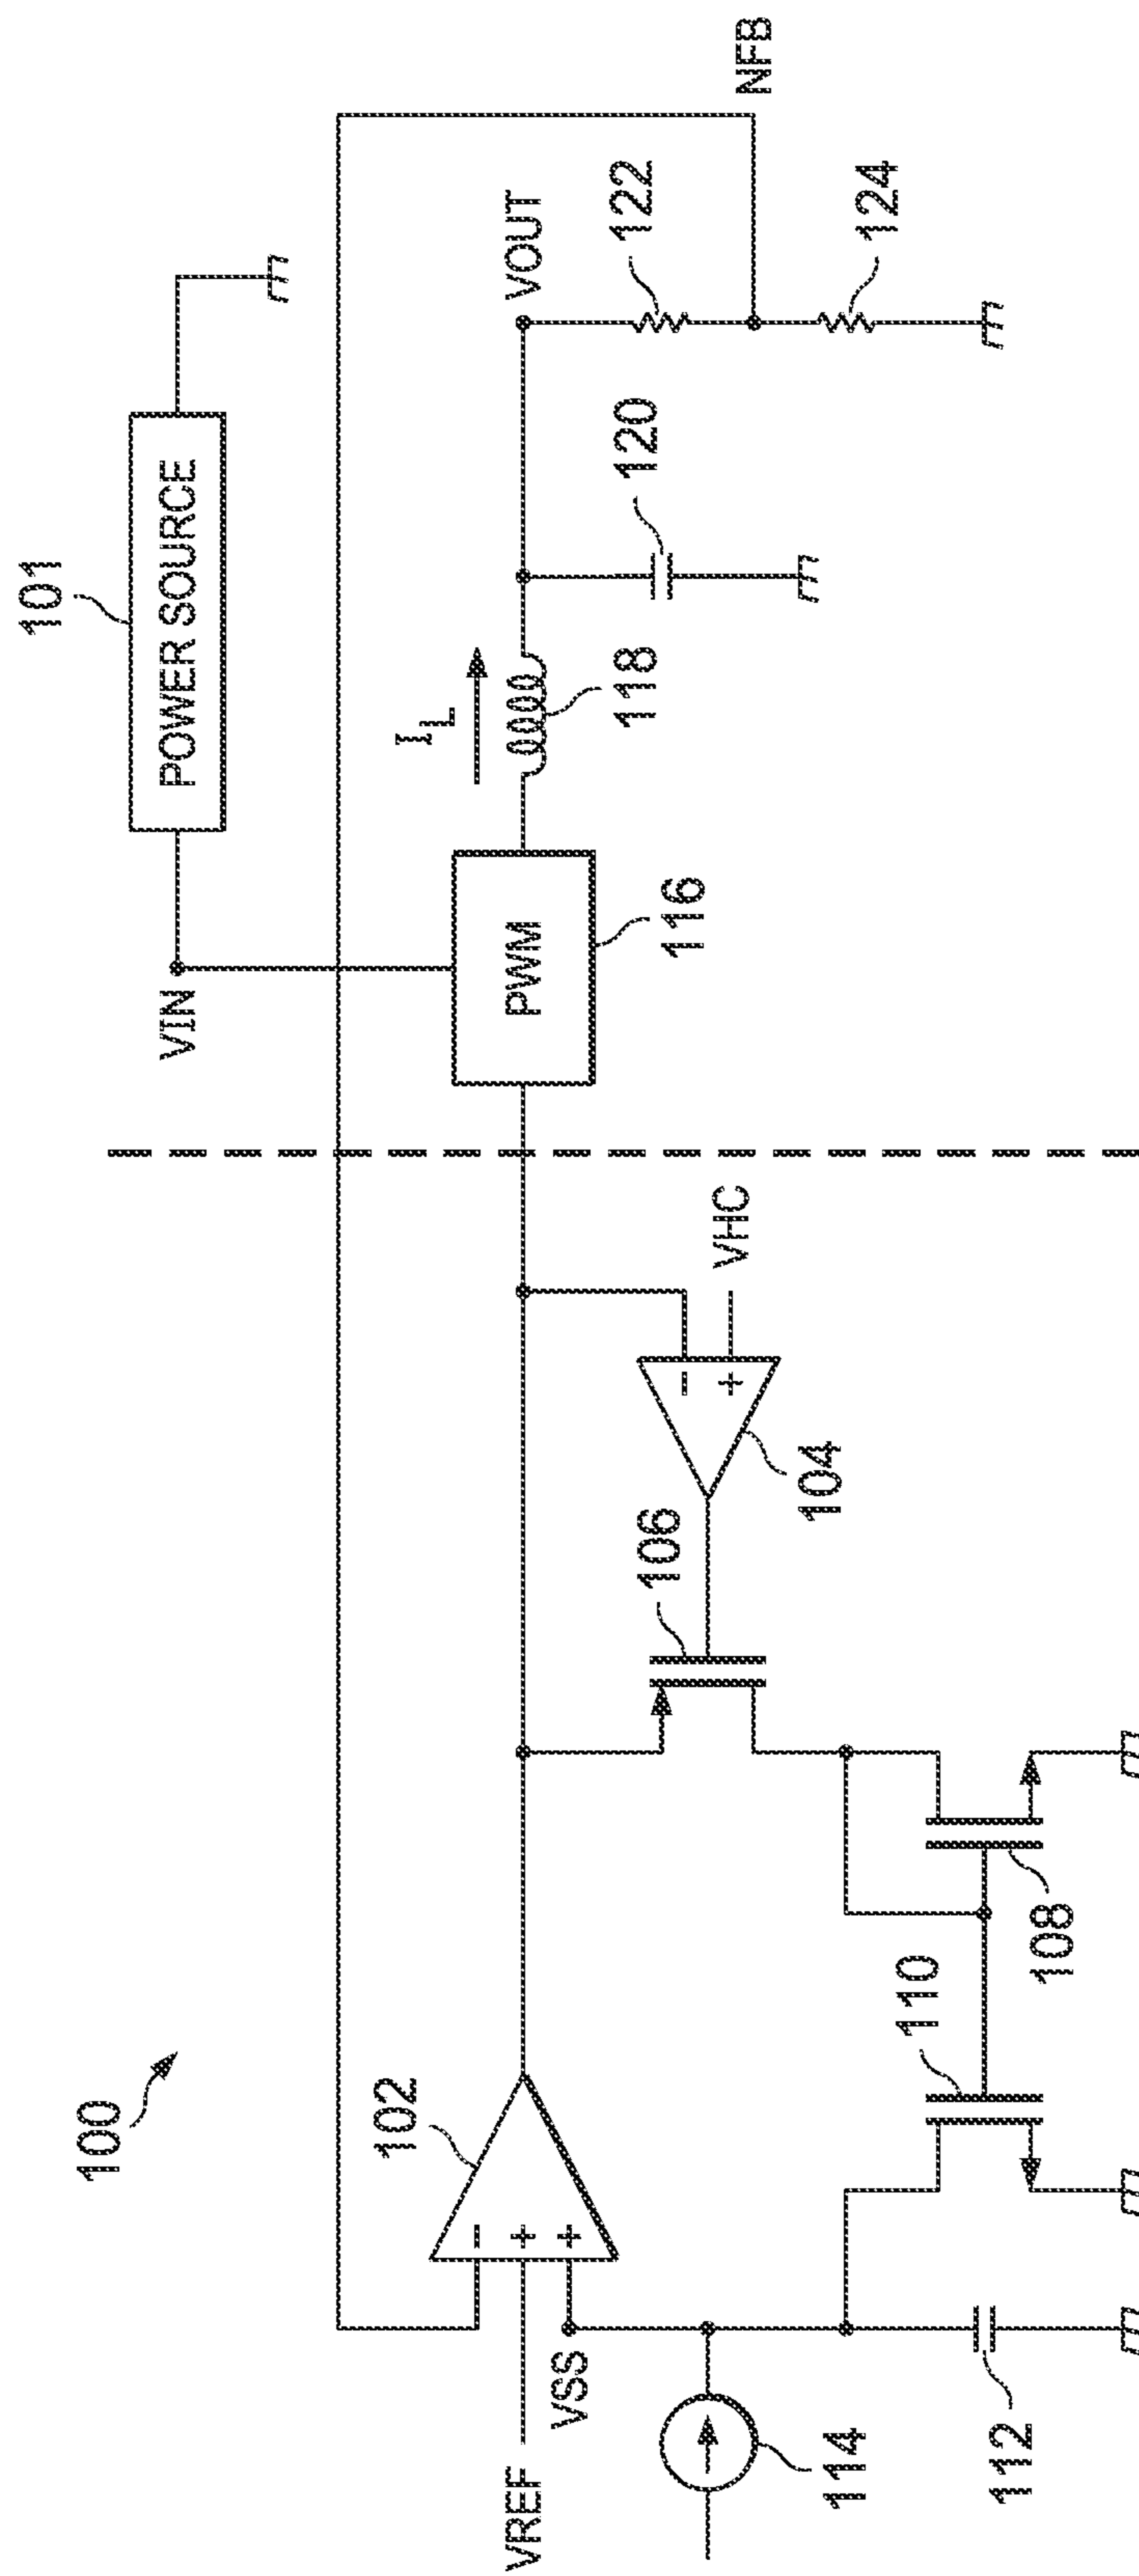 100
101
POWER SOURCE
VIN
NFB
VOUT
I_L
PWM
116
118
120
122
124
102
-
+
+
VREF
VSS
114
112
110
108
106
104
-
+
VHC